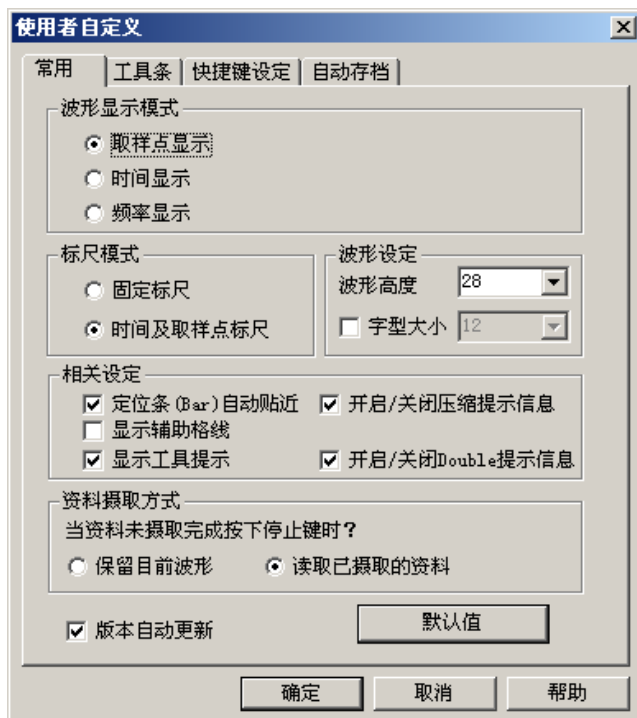 使用者自定义
常用 工具条 快捷键设定 自动存档
波形显示模式
取样点显示
时间显示
频率显示
标尺模式
固定标尺
时间及取样点标尺
波形设定
波形高度 28
字型大小 12
相关设定
定位条(Bar)自动贴近 开启/关闭压缩提示信息
显示辅助格线
显示工具提示 开启/关闭Double提示信息
资料摄取方式
当资料未摄取完成按下停止键时?
保留目前波形 读取已摄取的资料
版本自动更新 默认值
确定 取消 帮助